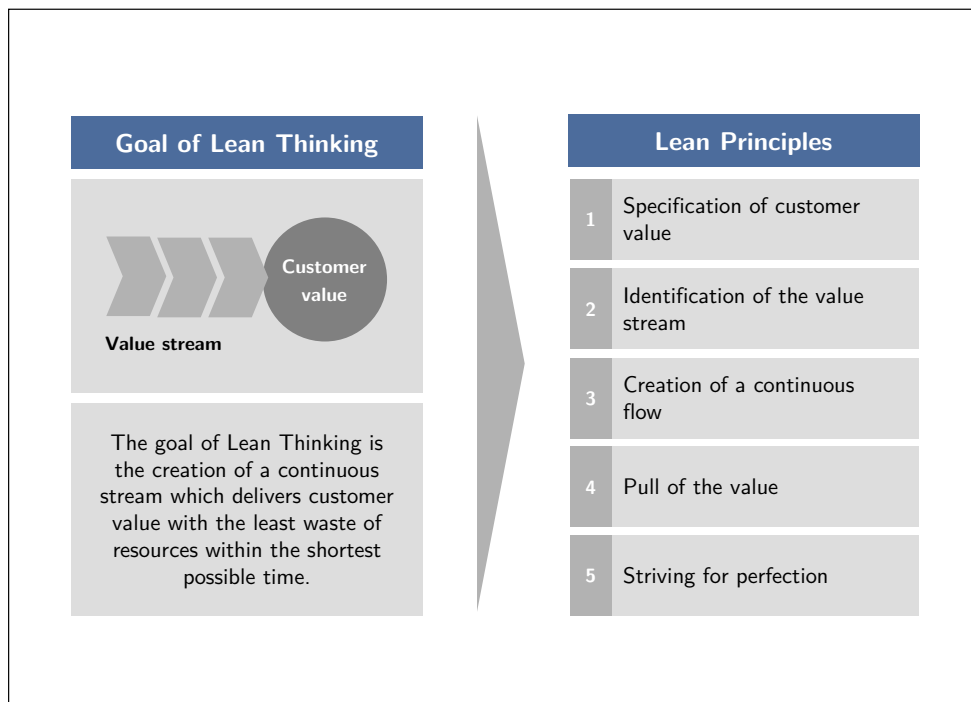 Goal of Lean Thinking
Customer
value
Value stream
The goal of Lean Thinking is
the creation of a continuous
stream which delivers customer
value with the least waste of
resources within the shortest
possible time.
Lean Principles
1
Specification of customer
value
2
Identification of the value
stream
3
Creation of a continuous
flow
4
Pull of the value
5
Striving for perfection